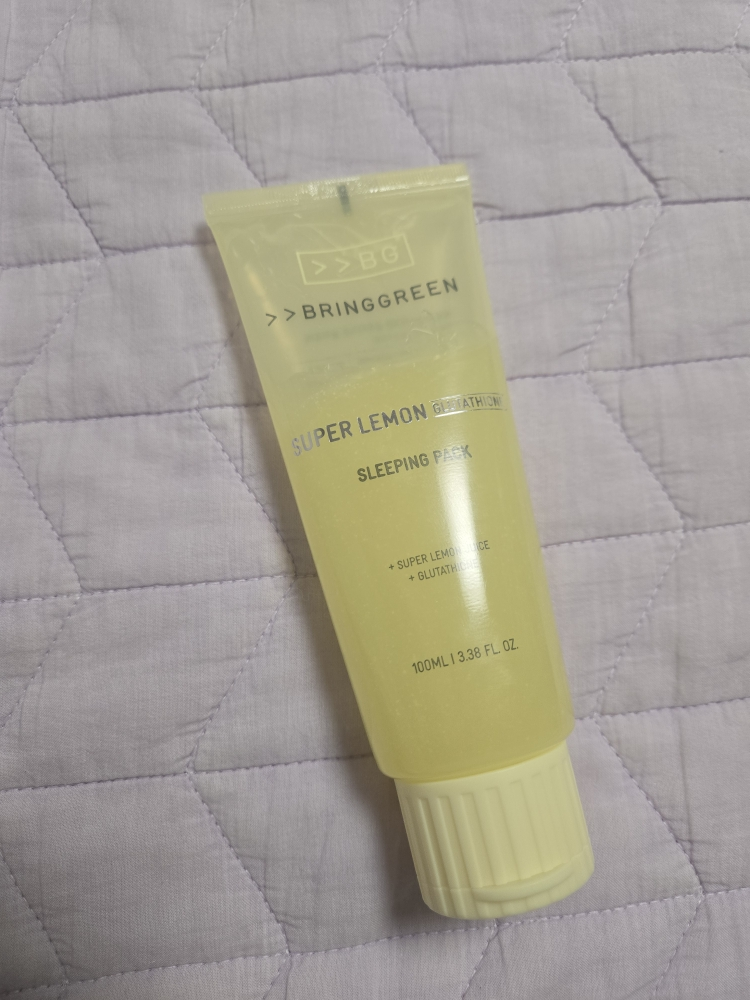 >>BG
>>BRINGGREEN
SUPER LEMON GLUTATHIONE
SLEEPING PACK
+ SUPER LEMON JUICE
+ GLUTATHIONE
100ML | 3.38 FL. OZ.